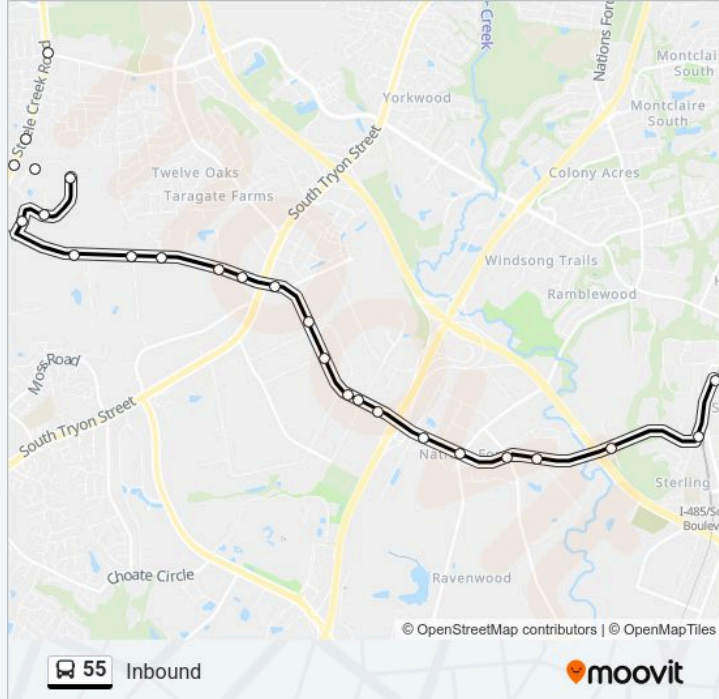 Creek
Nations Ford
Steele Creek Road
Montclaire
South
Yorkwood
Montclaire
South
South Tryon Street
Twelve Oaks
Taragate Farms
Colony Acres
Windsong Trails
Ramblewood
Moss Road
South Tryon Street
Sterling
I-485/So
Boulev
Choate Circle
Ravenwood
© OpenStreetMap contributors | © OpenMapTiles
55 Inbound
moovit